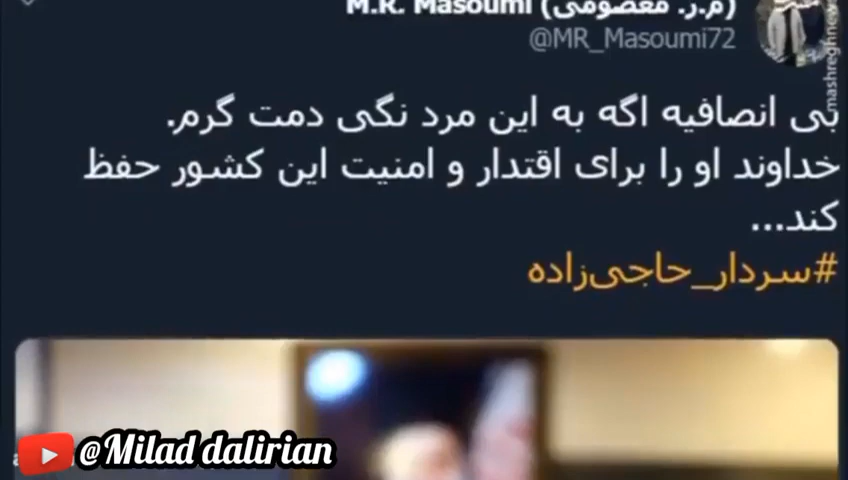 M.R. Masoumi (م.ر. معصومی)
@MR_Masoumi72
mashreghnews
بی انصافیه اگه به این مرد نگی دمت گرم.
خداوند او را برای اقتدار و امنیت این کشور حفظ
کند...
#سردار_حاجی‌زاده
@Milad dalirian